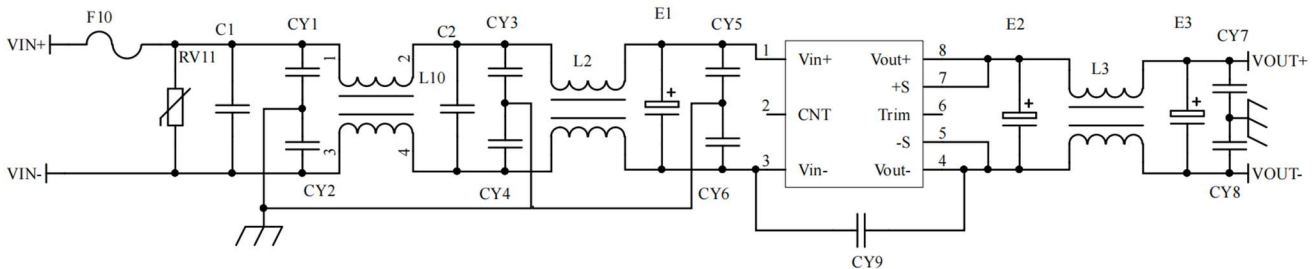 F10
C1
CY1
C2
CY3
E1
CY5
E2
E3
CY7
VIN+
RV11
1
2
L10
L2
1
Vin+
Vout+
8
L3
VOUT+
+S
7
2
CNT
Trim
6
+
+
+
3
4
-S
5
VIN-
3
Vin-
Vout-
4
VOUT-
CY2
CY4
CY6
CY8
CY9